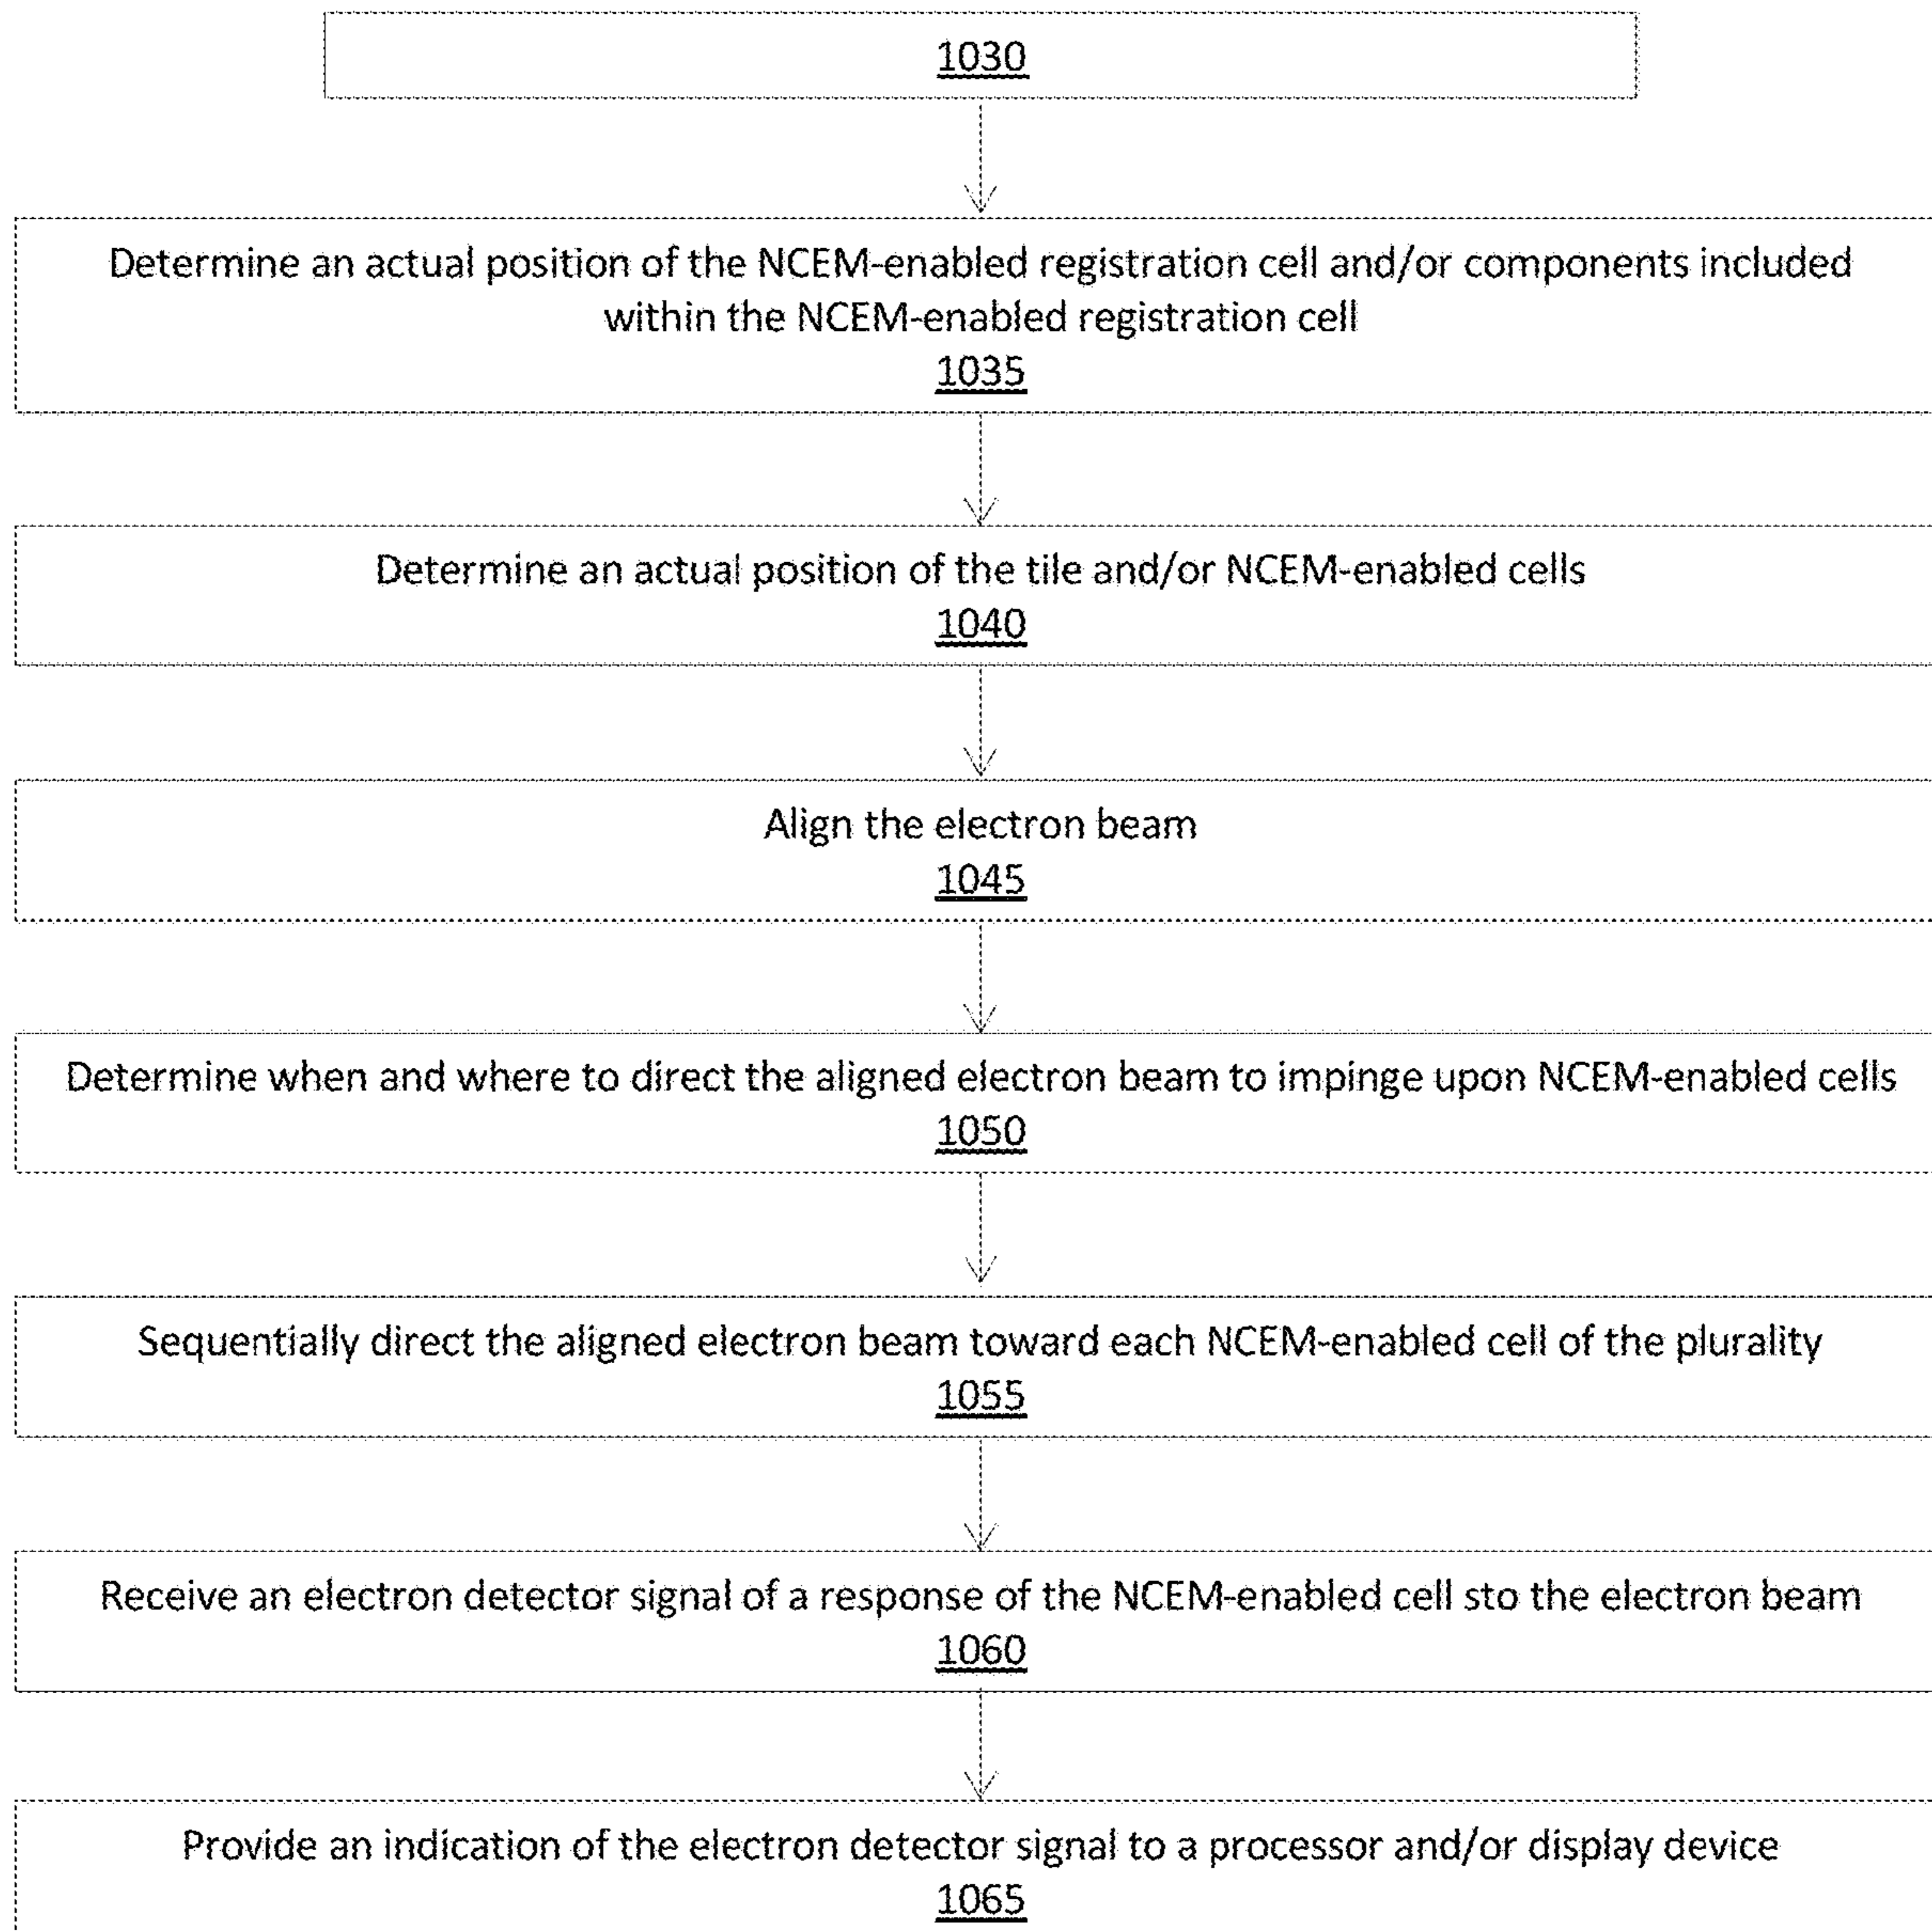 1030
Determine an actual position of the NCEM-enabled registration cell and/or components included
within the NCEM-enabled registration cell
1035
Determine an actual position of the tile and/or NCEM-enabled cells
1040
Align the electron beam
1045
Determine when and where to direct the aligned electron beam to impinge upon NCEM-enabled cells
1050
Sequentially direct the aligned electron beam toward each NCEM-enabled cell of the plurality
1055
Receive an electron detector signal of a response of the NCEM-enabled cell sto the electron beam
1060
Provide an indication of the electron detector signal to a processor and/or display device
1065